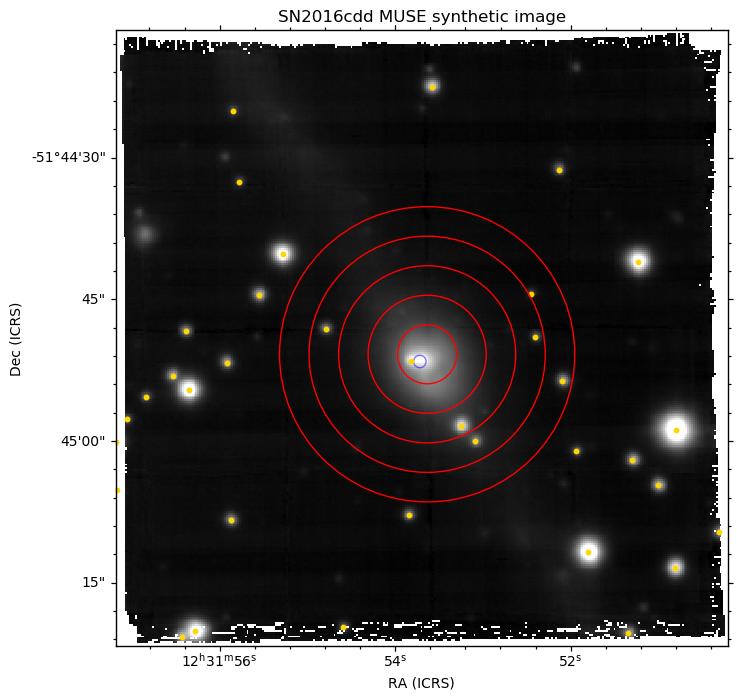 SN2016cdd MUSE synthetic image
-51°44'30"
45"
45'00"
15"
12ʰ31ᵐ56ˢ 54ˢ 52ˢ
RA (ICRS)
Dec (ICRS)